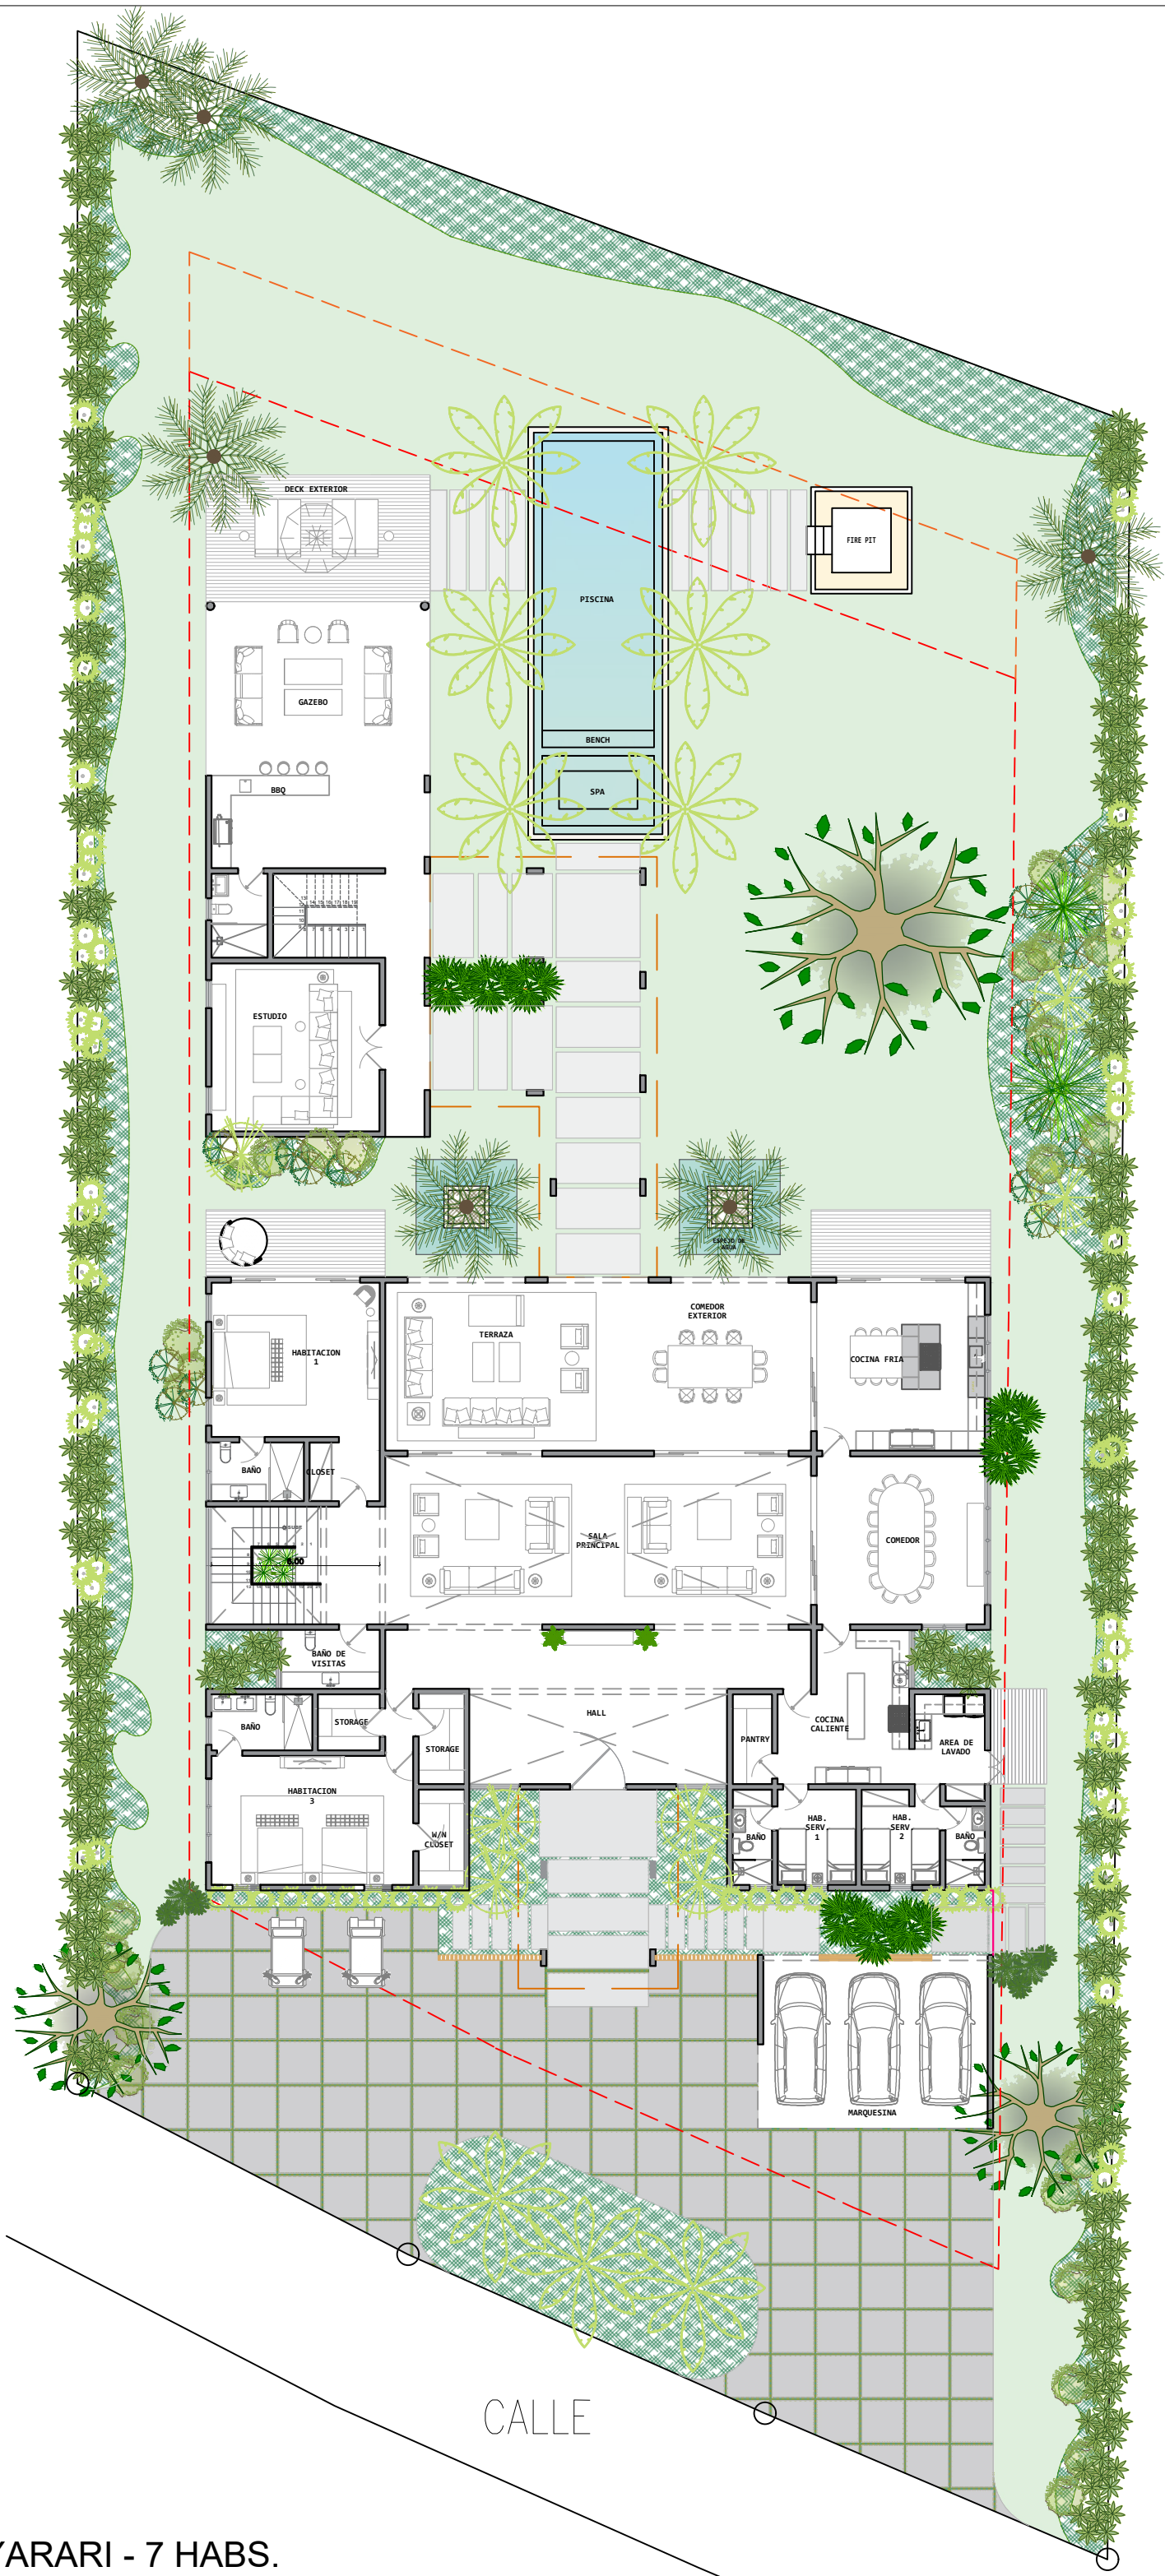 DECK EXTERIOR
FIRE PIT
PISCINA
GAZEBO
BENCH
BBQ
SPA
ESTUDIO
ESPEJO DE
AGUA
COMEDOR
EXTERIOR
TERRAZA
HABITACION
1
COCINA FRIA
BAÑO
CLOSET
SALA
PRINCIPAL
COMEDOR
6.00
BAÑO DE
VISITAS
HALL
STORAGE
BAÑO
STORAGE
COCINA
CALIENTE
PANTRY
AREA DE
LAVADO
HABITACION
3
W/N
CLOSET
BAÑO
HAB.
SERV.
1
HAB.
SERV.
2
BAÑO
MARQUESINA
CALLE
YARARI - 7 HABS.